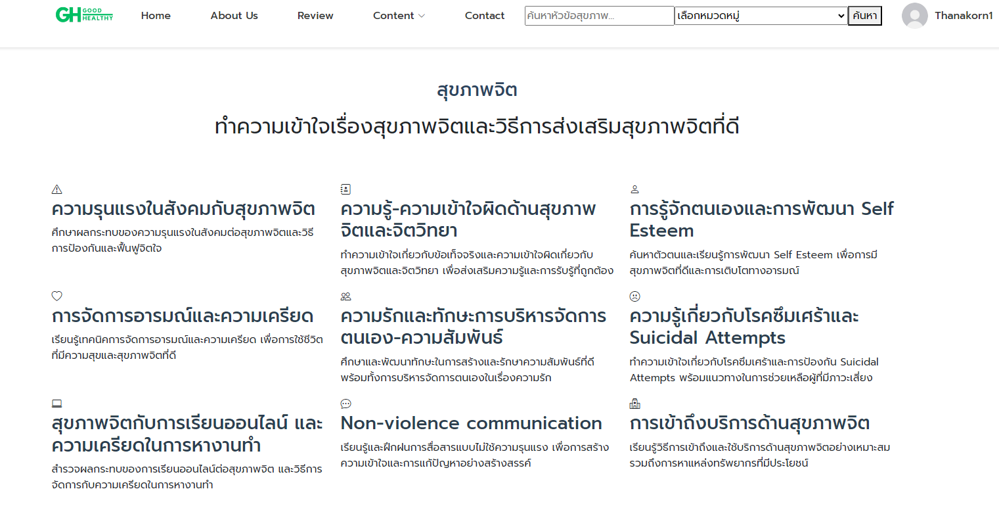 GH GOOD HEALTHY
Home
About Us
Review
Content
Contact
ค้นหาหัวข้อสุขภาพ...
เลือกหมวดหมู่
ค้นหา
Thanakorn1
สุขภาพจิต
ทำความเข้าใจเรื่องสุขภาพจิตและวิธีการส่งเสริมสุขภาพจิตที่ดี
ความรุนแรงในสังคมกับสุขภาพจิต
ศึกษาผลกระทบของความรุนแรงในสังคมต่อสุขภาพจิตและวิธี
การป้องกันและฟื้นฟูจิตใจ
ความรู้-ความเข้าใจผิดด้านสุขภาพ
จิตและจิตวิทยา
ทำความเข้าใจเกี่ยวกับข้อเท็จจริงและความเข้าใจผิดเกี่ยวกับ
สุขภาพจิตและจิตวิทยา เพื่อส่งเสริมความรู้และการรับรู้ที่ถูกต้อง
การรู้จักตนเองและการพัฒนา Self
Esteem
ค้นหาตัวตนและเรียนรู้การพัฒนา Self Esteem เพื่อการมี
สุขภาพจิตที่ดีและการเติบโตทางอารมณ์
การจัดการอารมณ์และความเครียด
เรียนรู้เทคนิคการจัดการอารมณ์และความเครียด เพื่อการใช้ชีวิต
ที่มีความสุขและสุขภาพจิตที่ดี
ความรักและทักษะการบริหารจัดการ
ตนเอง-ความสัมพันธ์
ศึกษาและพัฒนาทักษะในการสร้างและรักษาความสัมพันธ์ที่ดี
พร้อมทั้งการบริหารจัดการตนเองในเรื่องความรัก
ความรู้เกี่ยวกับโรคซึมเศร้าและ
Suicidal Attempts
ทำความเข้าใจเกี่ยวกับโรคซึมเศร้าและการป้องกัน Suicidal
Attempts พร้อมแนวทางในการช่วยเหลือผู้ที่มีภาวะเสี่ยง
สุขภาพจิตกับการเรียนออนไลน์ และ
ความเครียดในการหางานทำ
สำรวจผลกระทบของการเรียนออนไลน์ต่อสุขภาพจิต และวิธีการ
จัดการกับความเครียดในการหางานทำ
Non-violence communication
เรียนรู้และฝึกฝนการสื่อสารแบบไม่ใช้ความรุนแรง เพื่อการสร้าง
ความเข้าใจและการแก้ปัญหาอย่างสร้างสรรค์
การเข้าถึงบริการด้านสุขภาพจิต
เรียนรู้วิธีการเข้าถึงและใช้บริการด้านสุขภาพจิตอย่างเหมาะสม
รวมถึงการหาแหล่งทรัพยากรที่มีประโยชน์